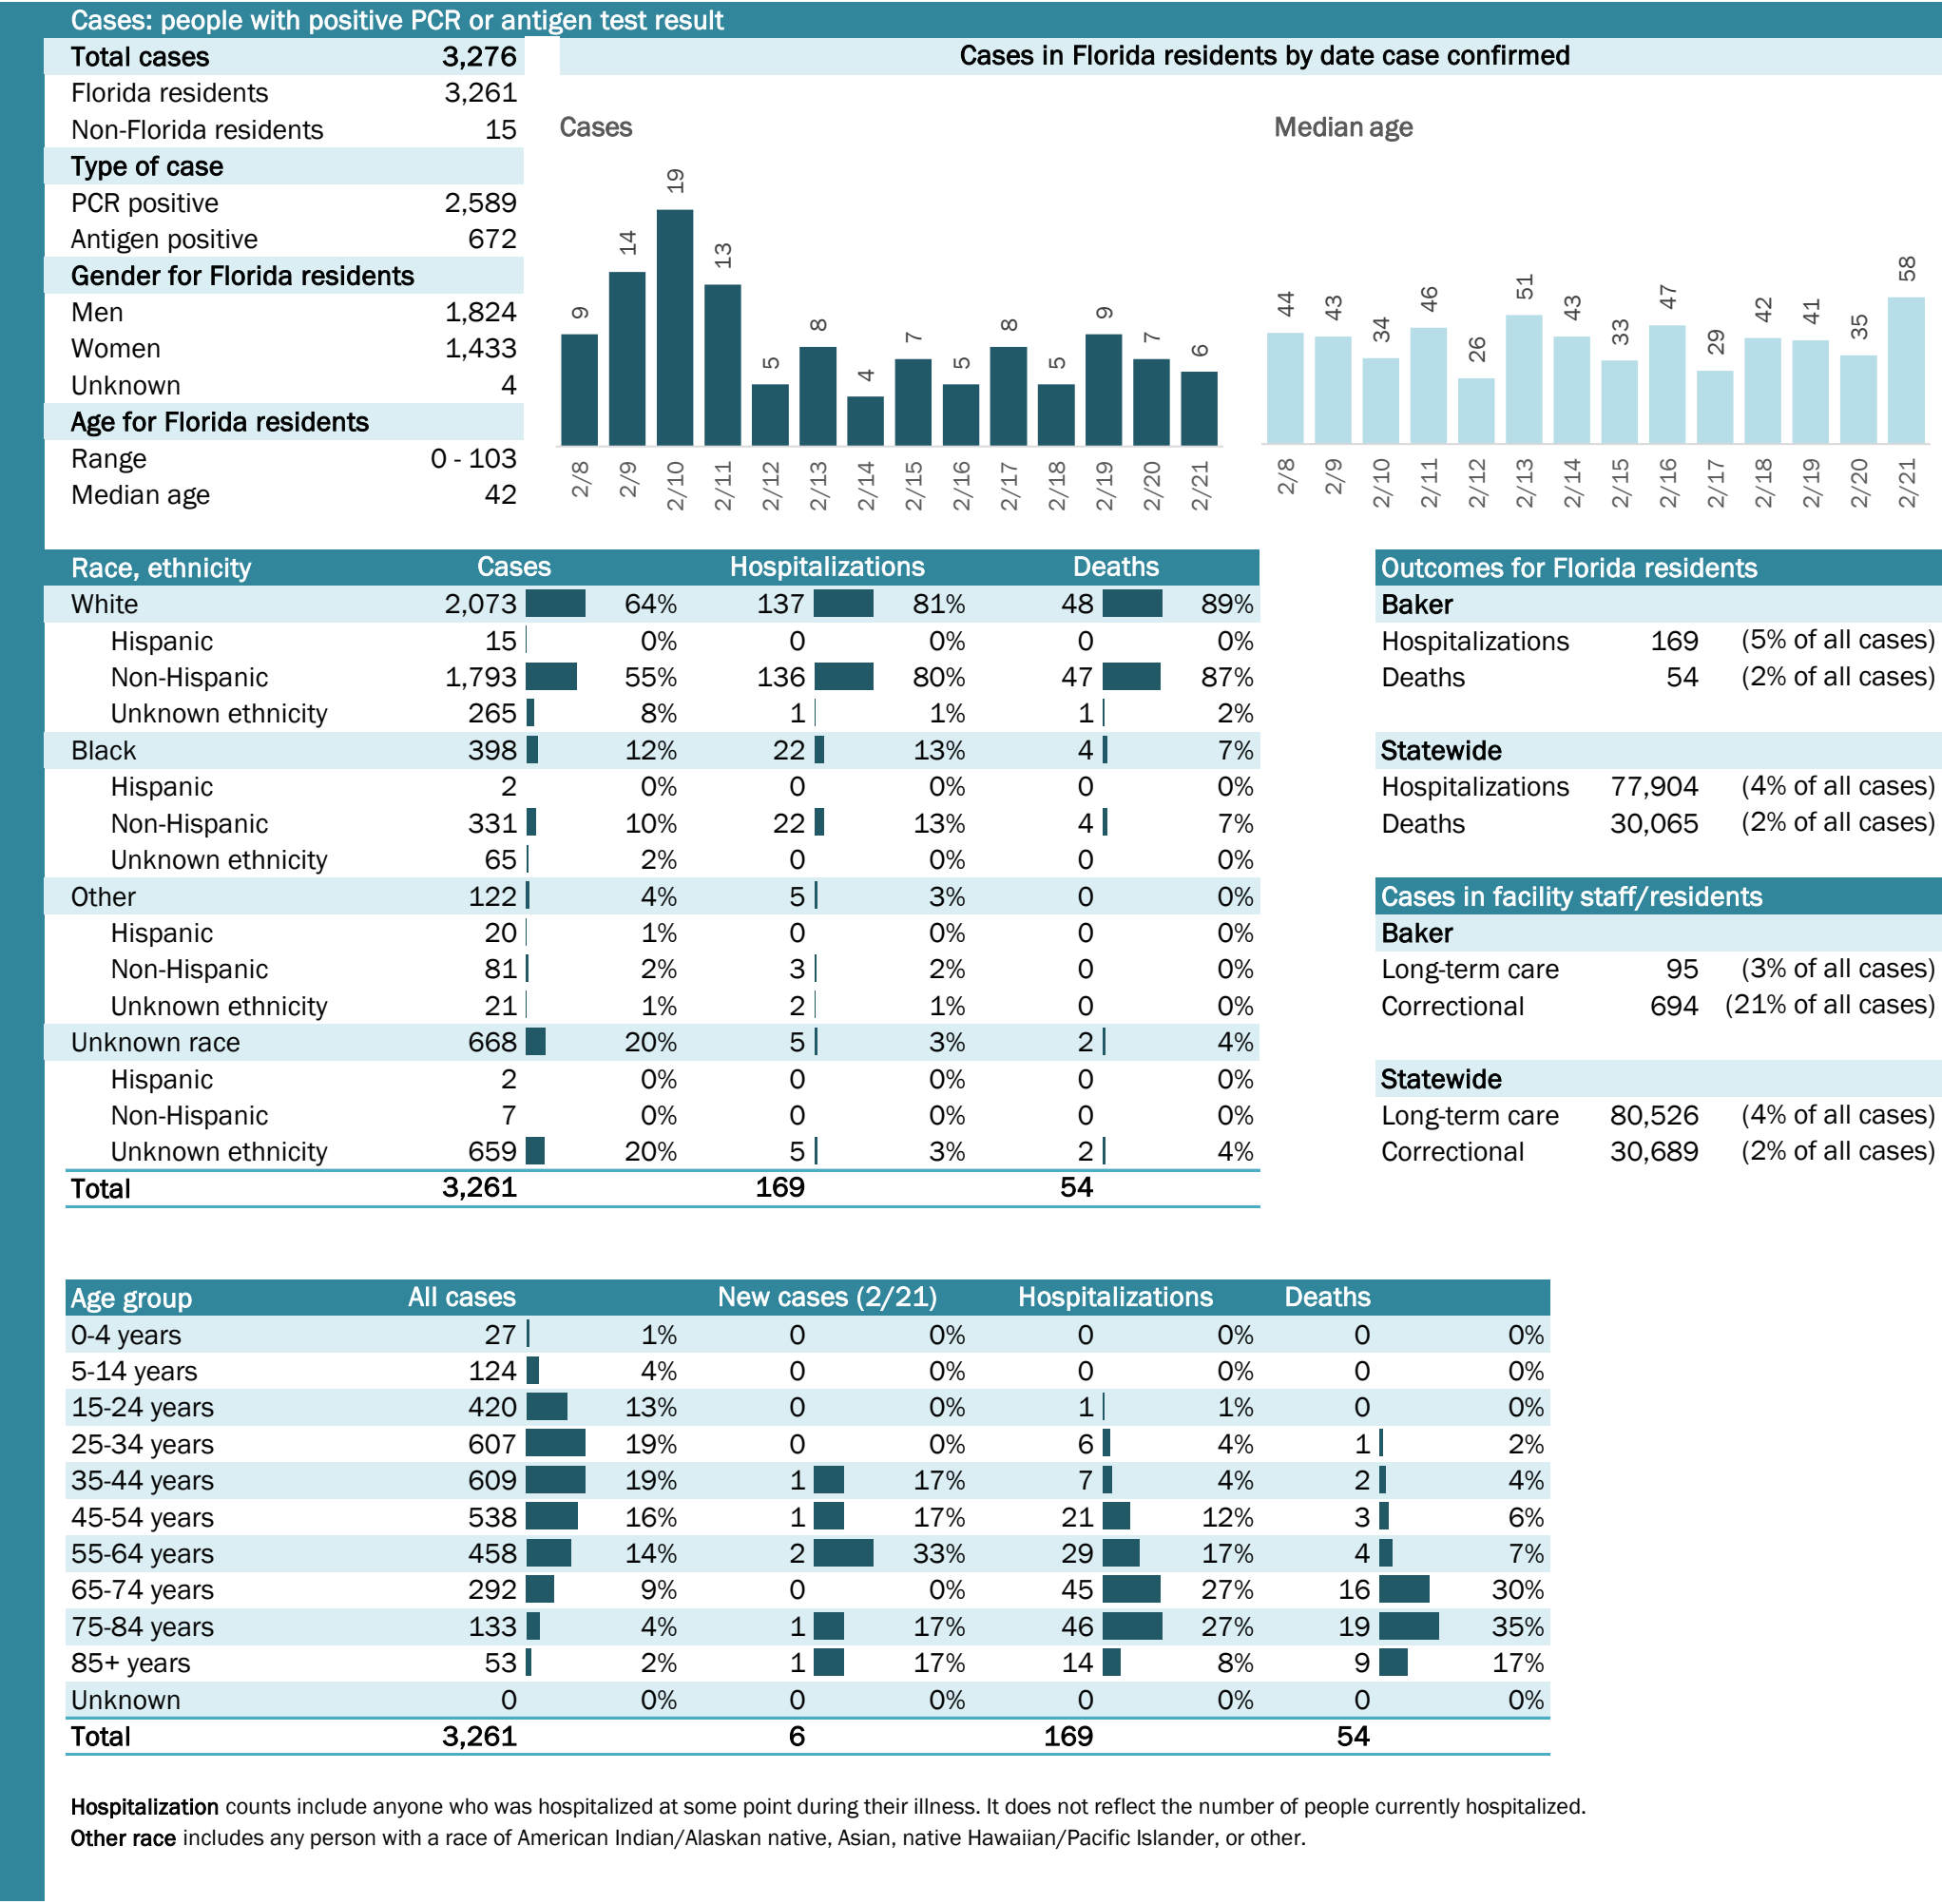 Cases: people with positive PCR or antigen test result
Total cases 3,276
Florida residents 3,261
Non-Florida residents 15
Type of case
PCR positive 2,589
Antigen positive 672
Gender for Florida residents
Men 1,824
Women 1,433
Unknown 4
Age for Florida residents
Range 0 - 103
Median age 42
Cases in Florida residents by date case confirmed
Cases
9 14 19 13 5 8 4 7 5 8 5 9 7 6
2/8 2/9 2/10 2/11 2/12 2/13 2/14 2/15 2/16 2/17 2/18 2/19 2/20 2/21
Median age
44 43 34 46 26 51 43 33 47 29 42 41 35 58
2/8 2/9 2/10 2/11 2/12 2/13 2/14 2/15 2/16 2/17 2/18 2/19 2/20 2/21
Race, ethnicity Cases Hospitalizations Deaths
White 2,073 64% 137 81% 48 89%
Hispanic 15 0% 0 0% 0 0%
Non-Hispanic 1,793 55% 136 80% 47 87%
Unknown ethnicity 265 8% 1 1% 1 2%
Black 398 12% 22 13% 4 7%
Hispanic 2 0% 0 0% 0 0%
Non-Hispanic 331 10% 22 13% 4 7%
Unknown ethnicity 65 2% 0 0% 0 0%
Other 122 4% 5 3% 0 0%
Hispanic 20 1% 0 0% 0 0%
Non-Hispanic 81 2% 3 2% 0 0%
Unknown ethnicity 21 1% 2 1% 0 0%
Unknown race 668 20% 5 3% 2 4%
Hispanic 2 0% 0 0% 0 0%
Non-Hispanic 7 0% 0 0% 0 0%
Unknown ethnicity 659 20% 5 3% 2 4%
Total 3,261 169 54
Outcomes for Florida residents
Baker
Hospitalizations 169 (5% of all cases)
Deaths 54 (2% of all cases)
Statewide
Hospitalizations 77,904 (4% of all cases)
Deaths 30,065 (2% of all cases)
Cases in facility staff/residents
Baker
Long-term care 95 (3% of all cases)
Correctional 694 (21% of all cases)
Statewide
Long-term care 80,526 (4% of all cases)
Correctional 30,689 (2% of all cases)
Age group All cases New cases (2/21) Hospitalizations Deaths
0-4 years 27 1% 0 0% 0 0% 0 0%
5-14 years 124 4% 0 0% 0 0% 0 0%
15-24 years 420 13% 0 0% 1 1% 0 0%
25-34 years 607 19% 0 0% 6 4% 1 2%
35-44 years 609 19% 1 17% 7 4% 2 4%
45-54 years 538 16% 1 17% 21 12% 3 6%
55-64 years 458 14% 2 33% 29 17% 4 7%
65-74 years 292 9% 0 0% 45 27% 16 30%
75-84 years 133 4% 1 17% 46 27% 19 35%
85+ years 53 2% 1 17% 14 8% 9 17%
Unknown 0 0% 0 0% 0 0% 0 0%
Total 3,261 6 169 54
Hospitalization counts include anyone who was hospitalized at some point during their illness. It does not reflect the number of people currently hospitalized.
Other race includes any person with a race of American Indian/Alaskan native, Asian, native Hawaiian/Pacific Islander, or other.